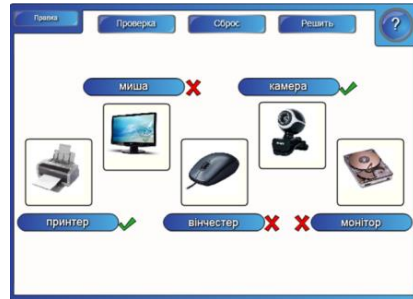 Правка Проверка Сброс Решить ?
миша камера
принтер вінчестер монітор